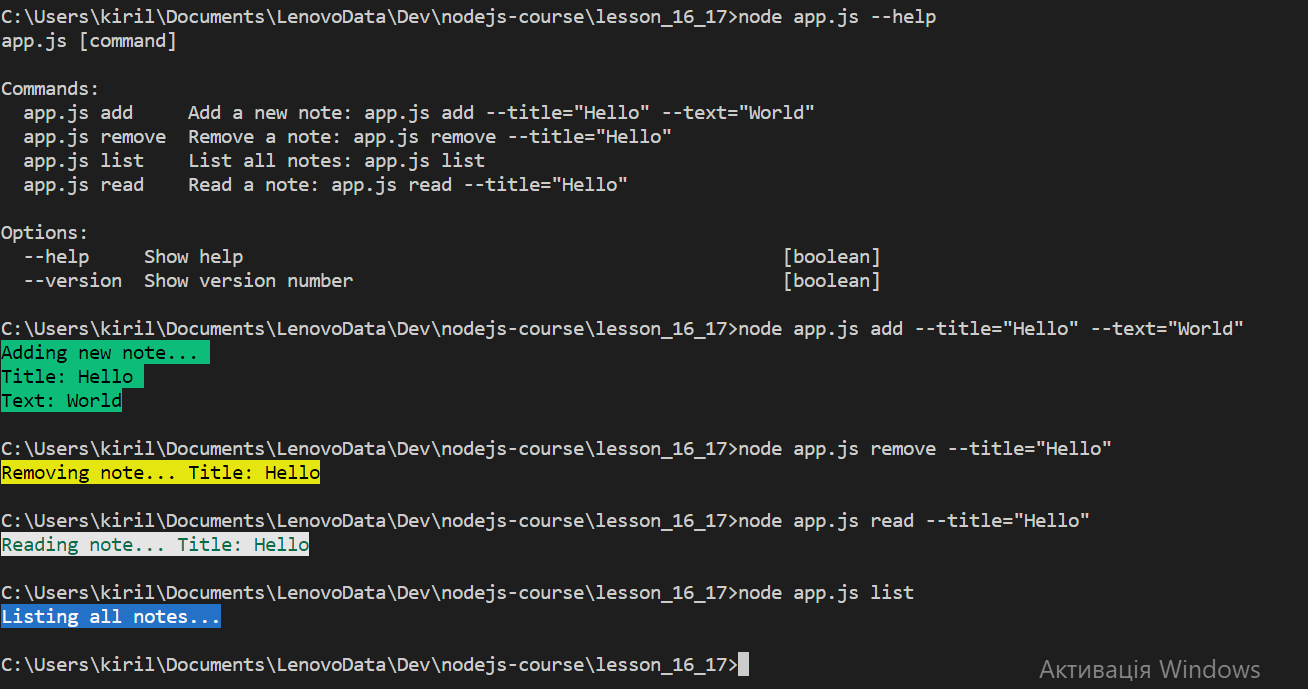 C:\Users\kiril\Documents\LenovoData\Dev\nodejs-course\lesson_16_17>node app.js --help
app.js [command]
Commands:
app.js add     Add a new note: app.js add --title="Hello" --text="World"
app.js remove  Remove a note: app.js remove --title="Hello"
app.js list    List all notes: app.js list
app.js read    Read a note: app.js read --title="Hello"
Options:
--help     Show help                                                 [boolean]
--version  Show version number                                       [boolean]
C:\Users\kiril\Documents\LenovoData\Dev\nodejs-course\lesson_16_17>node app.js add --title="Hello" --text="World"
Adding new note...
Title: Hello
Text: World
C:\Users\kiril\Documents\LenovoData\Dev\nodejs-course\lesson_16_17>node app.js remove --title="Hello"
Removing note... Title: Hello
C:\Users\kiril\Documents\LenovoData\Dev\nodejs-course\lesson_16_17>node app.js read --title="Hello"
Reading note... Title: Hello
C:\Users\kiril\Documents\LenovoData\Dev\nodejs-course\lesson_16_17>node app.js list
Listing all notes...
C:\Users\kiril\Documents\LenovoData\Dev\nodejs-course\lesson_16_17>
Активація Windows